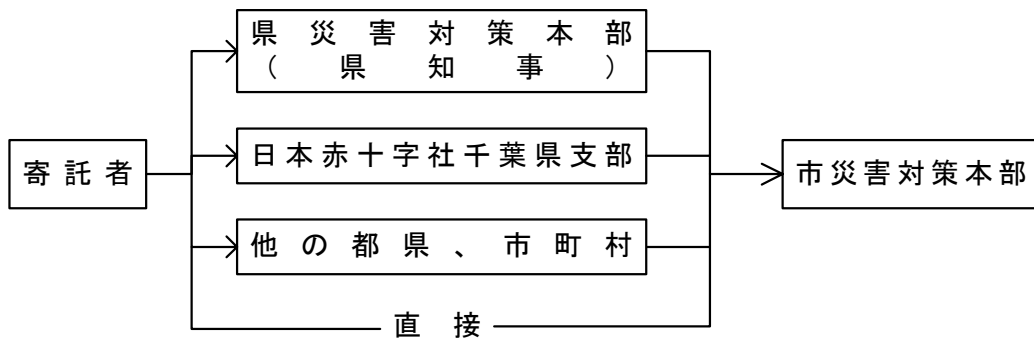 県災害対策本部
（県知事）
日本赤十字社千葉県支部
寄託者
市災害対策本部
他の都県、市町村
直接